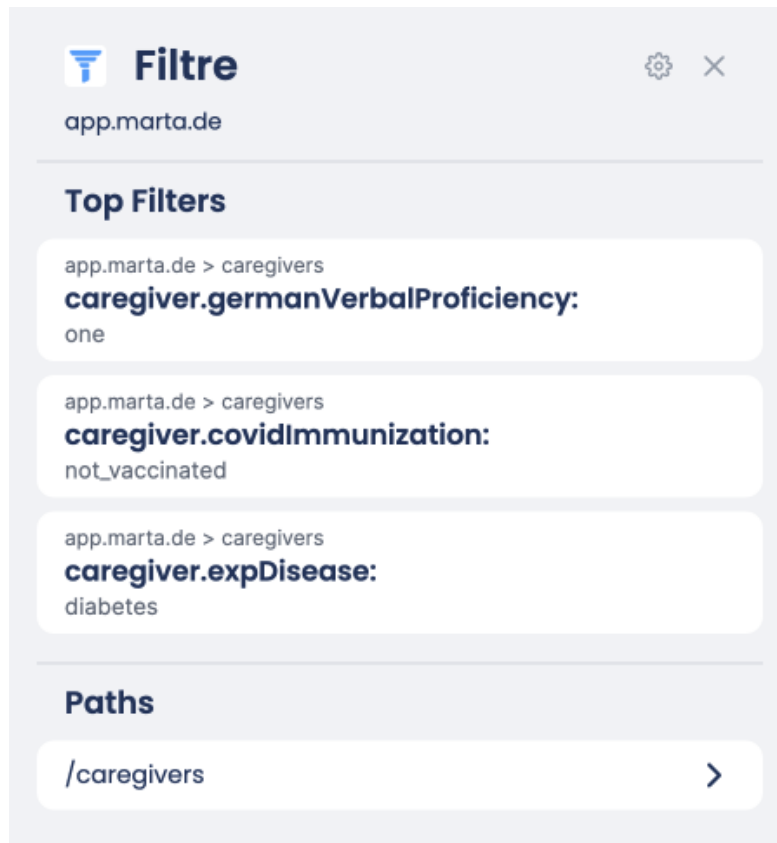 Filtre
app.marta.de
Top Filters
app.marta.de > caregivers
caregiver.germanVerbalProficiency:
one
app.marta.de > caregivers
caregiver.covidImmunization:
not_vaccinated
app.marta.de > caregivers
caregiver.expDisease:
diabetes
Paths
/caregivers